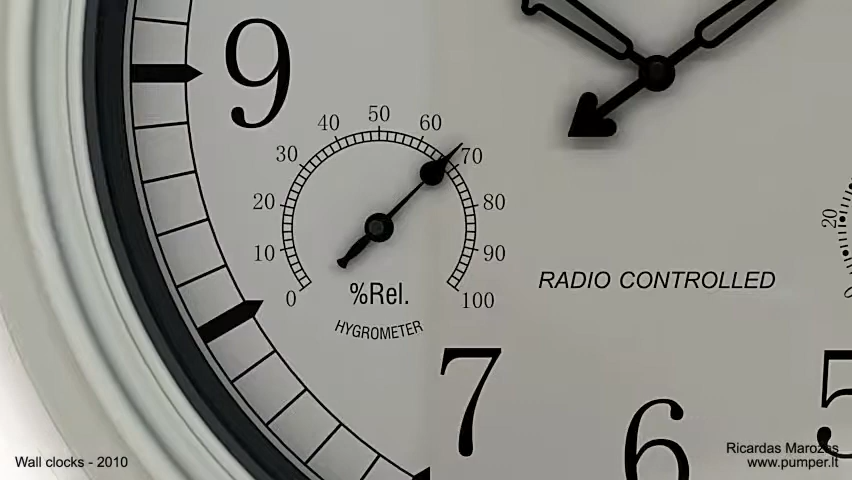 9
50
40
60
30
70
20
80
20
10
90
0
%Rel.
100
RADIO CONTROLLED
HYGROMETER
7
5
6
Ricardas Marozas
Wall clocks - 2010
www.pumper.lt